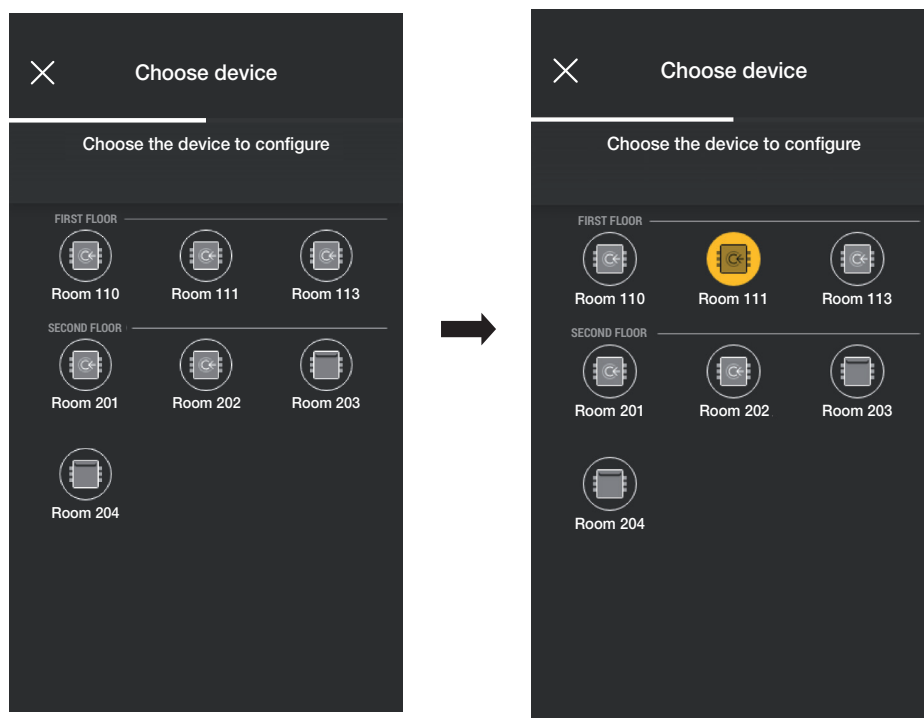 Choose device
Choose the device to configure
FIRST FLOOR
Room 110 Room 111 Room 113
SECOND FLOOR
Room 201 Room 202 Room 203
Room 204
Choose device
Choose the device to configure
FIRST FLOOR
Room 110 Room 111 Room 113
SECOND FLOOR
Room 201 Room 202 Room 203
Room 204